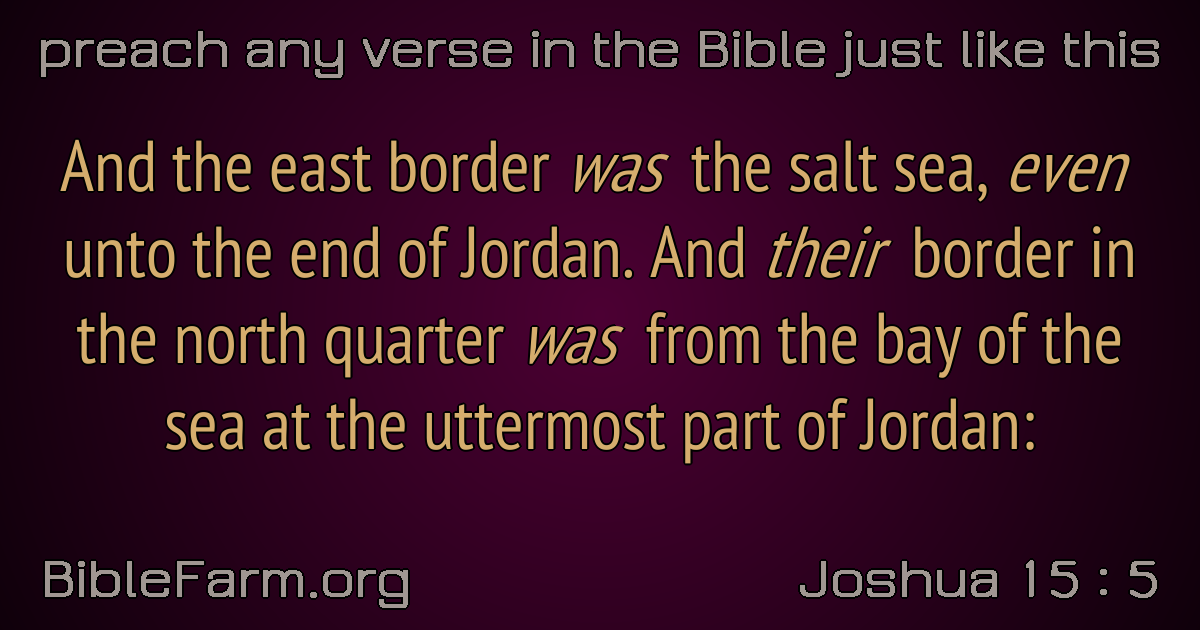 preach any verse in the Bible just like this
And the east border was the salt sea, even
unto the end of Jordan. And their border in
the north quarter was from the bay of the
sea at the uttermost part of Jordan:
BibleFarm.org
Joshua 15 : 5